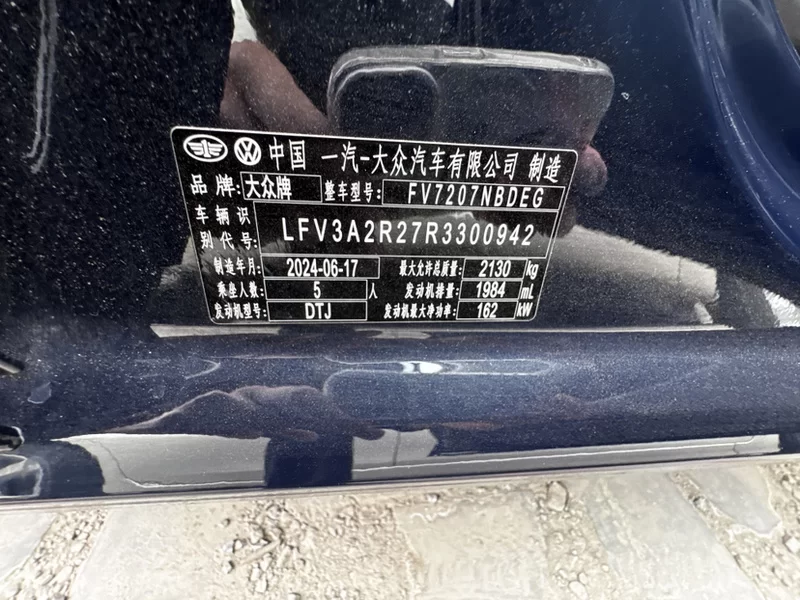 中国 一汽-大众汽车有限公司 制造
品牌: 大众牌 整车型号: FV7207NBDEG
车辆识别代号: LFV3A2R27R3300942
制造年月: 2024-06-17 最大允许总质量: 2130 kg
乘坐人数: 5 人 发动机排量: 1984 mL
发动机型号: DTJ 发动机最大净功率: 162 kW